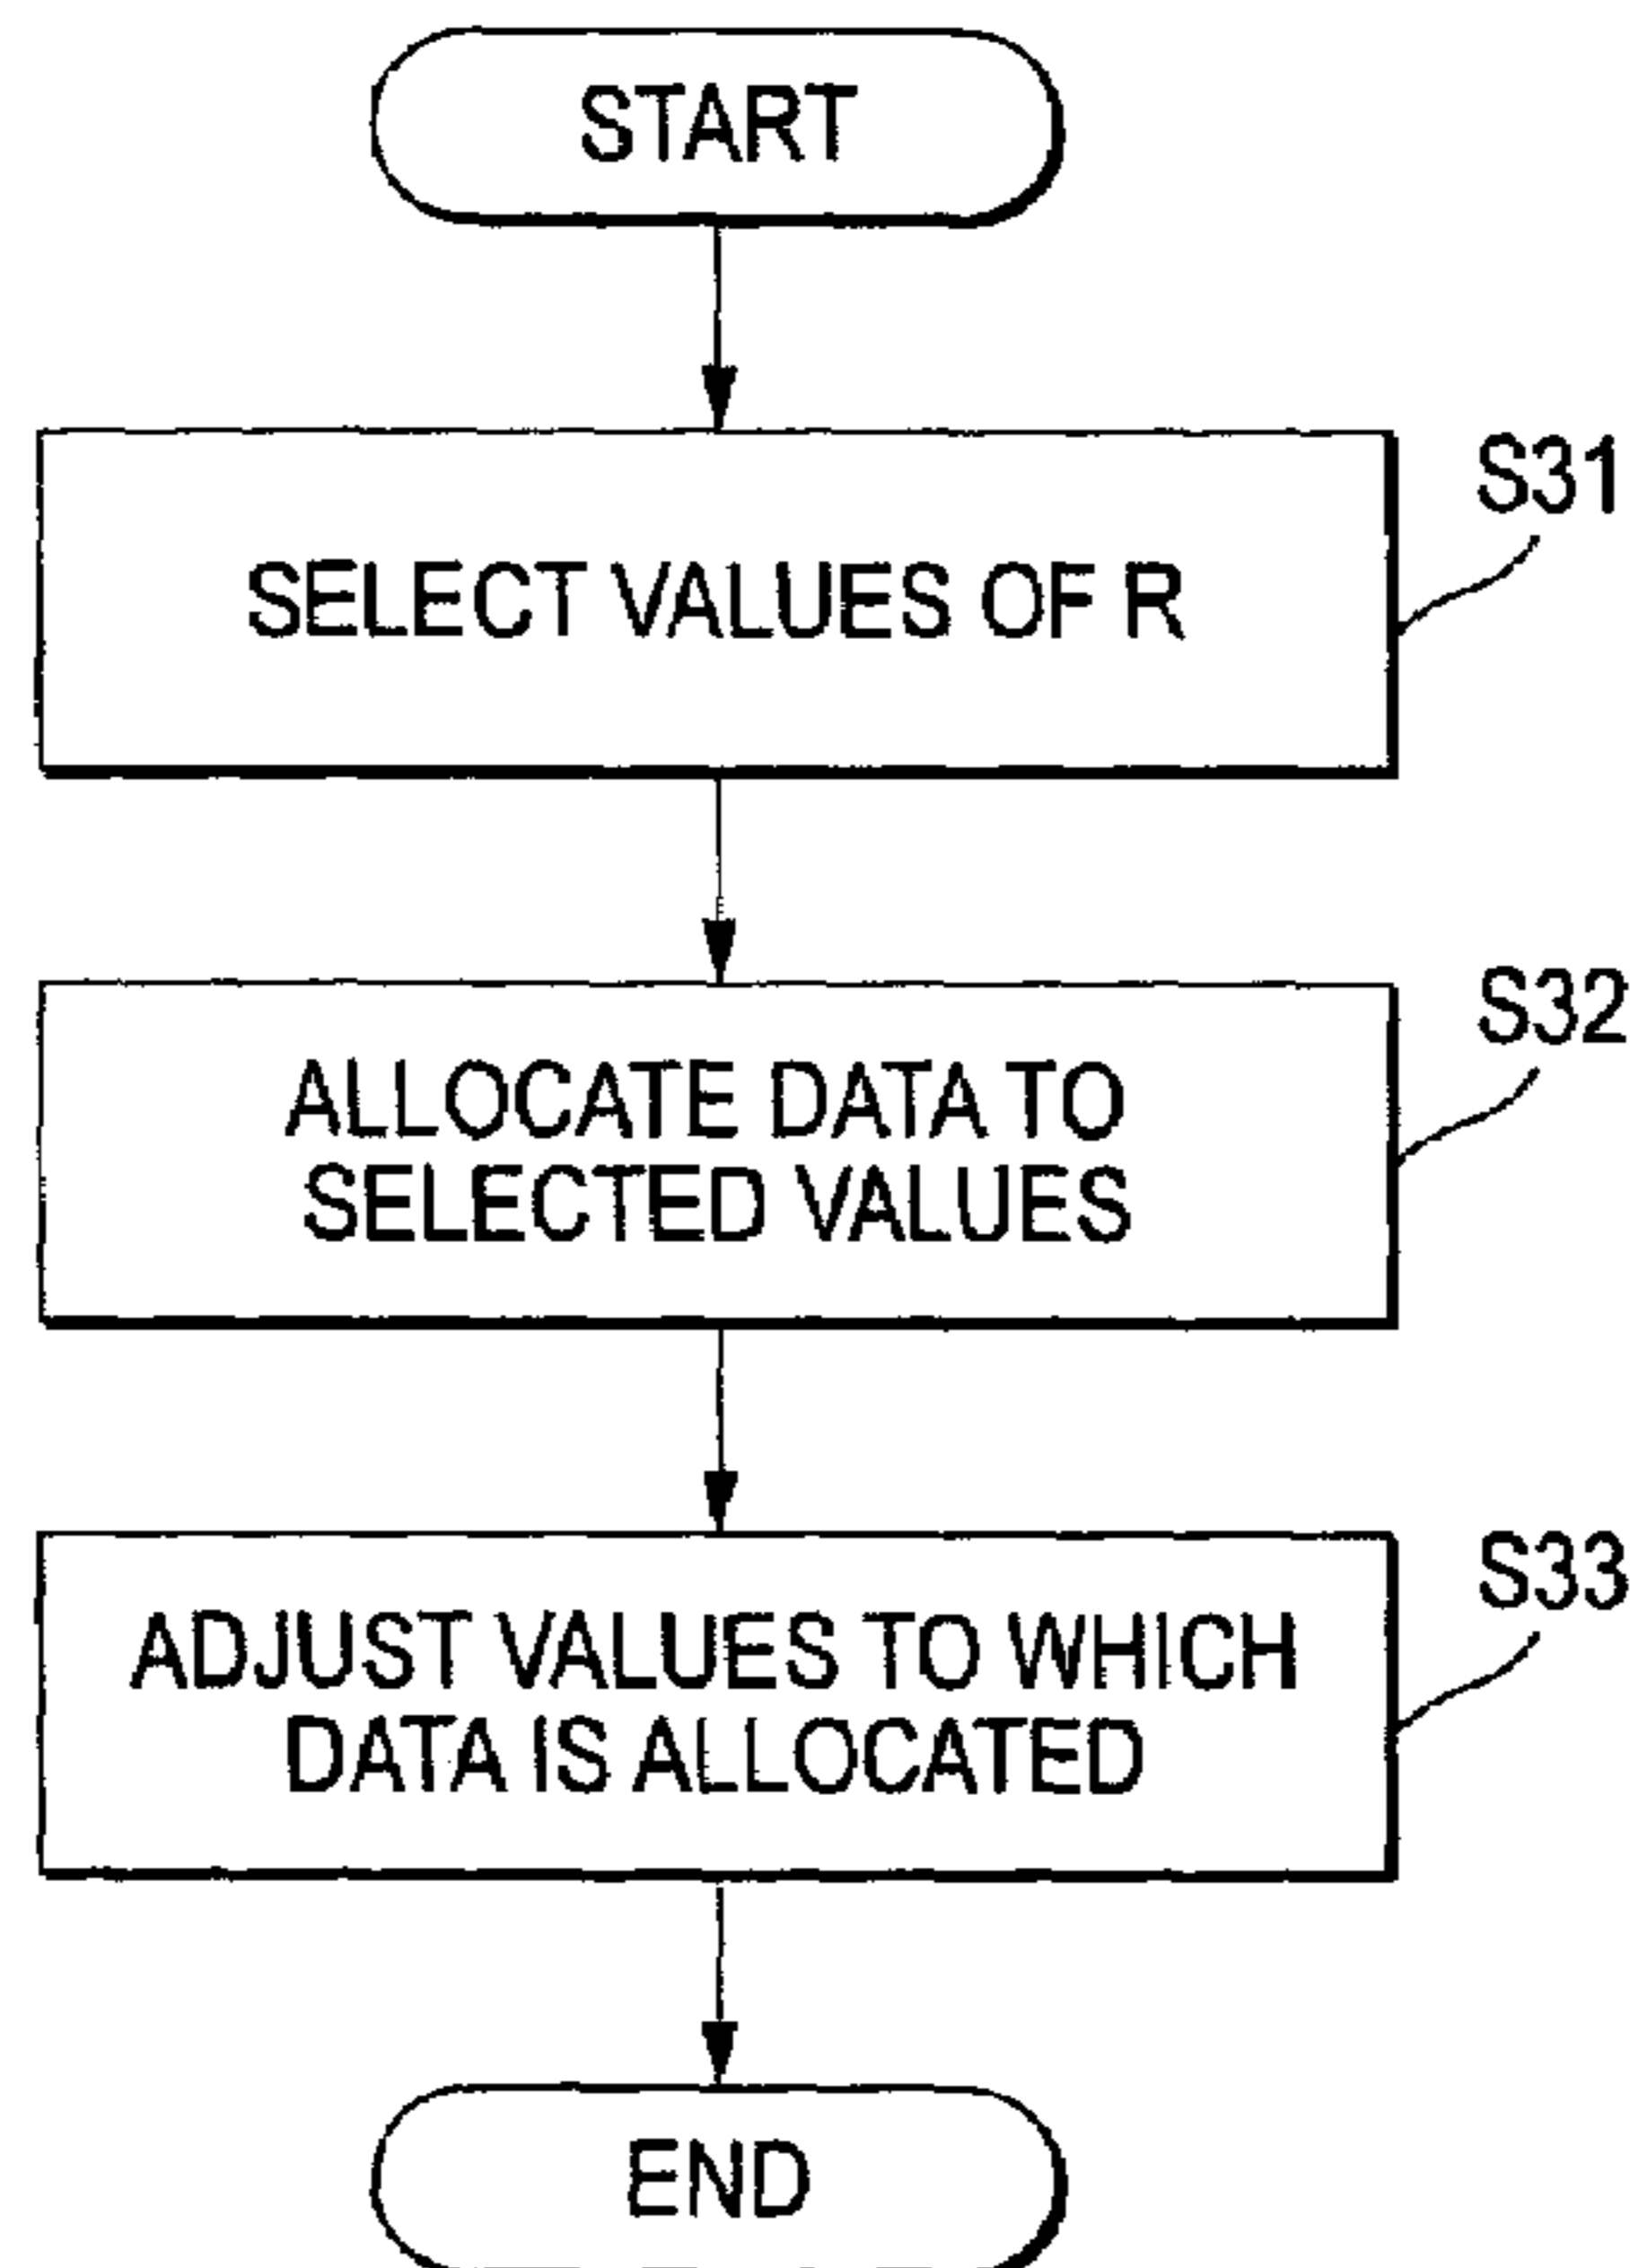 START
S31
SELECT VALUES OF R
S32
ALLOCATE DATA TO
SELECTED VALUES
S33
ADJUST VALUES TO WHICH
DATA IS ALLOCATED
END